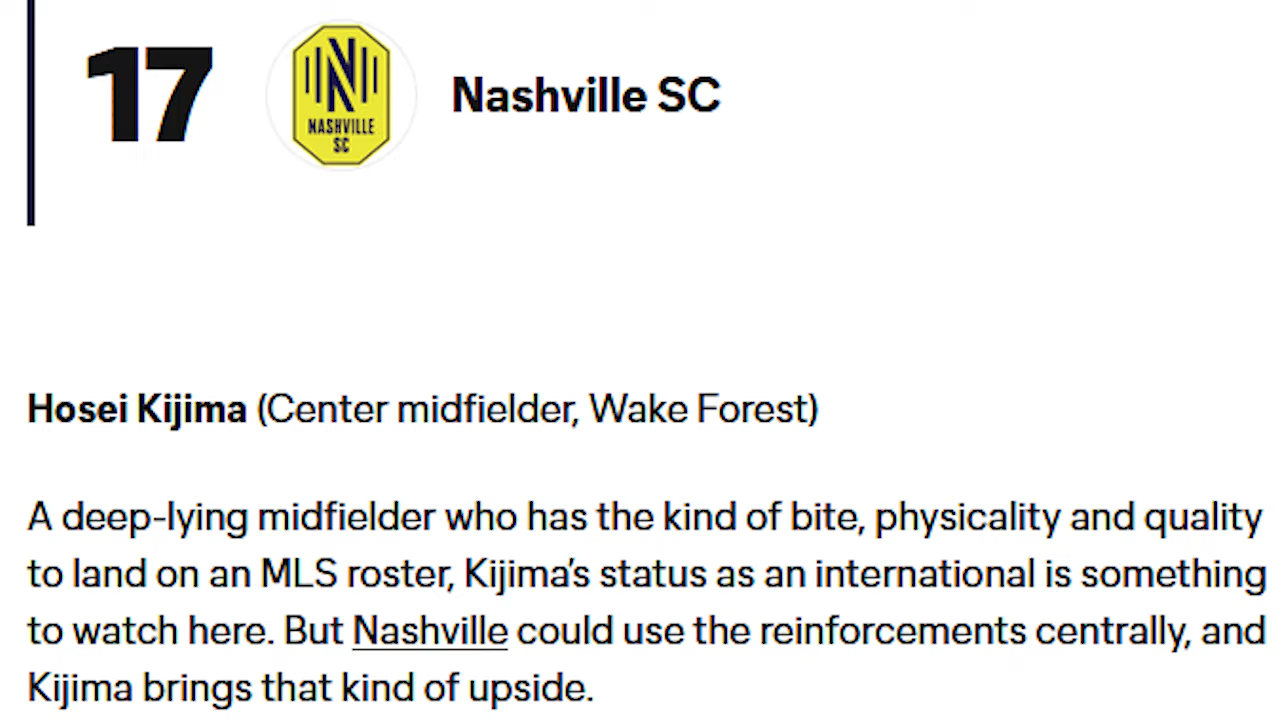 17
NASHVILLE
SC
Nashville SC
Hosei Kijima (Center midfielder, Wake Forest)
A deep-lying midfielder who has the kind of bite, physicality and quality
to land on an MLS roster, Kijima’s status as an international is something
to watch here. But Nashville could use the reinforcements centrally, and
Kijima brings that kind of upside.